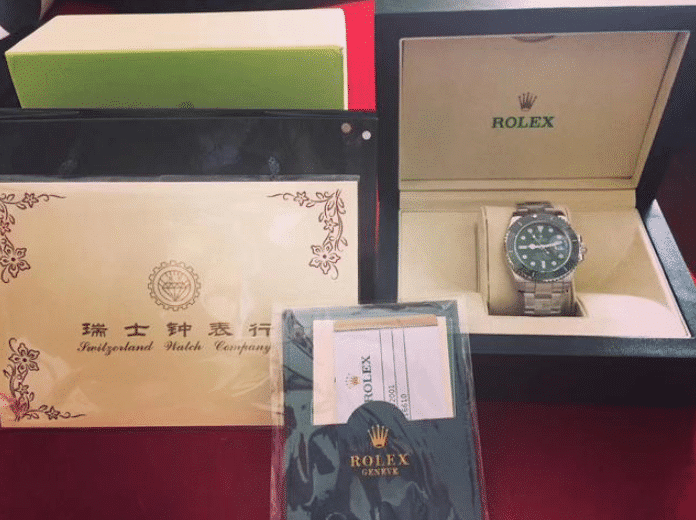 ROLEX
瑞士钟表行
Switzerland Watch Company
ROLEX
ROLEX
GENEVE